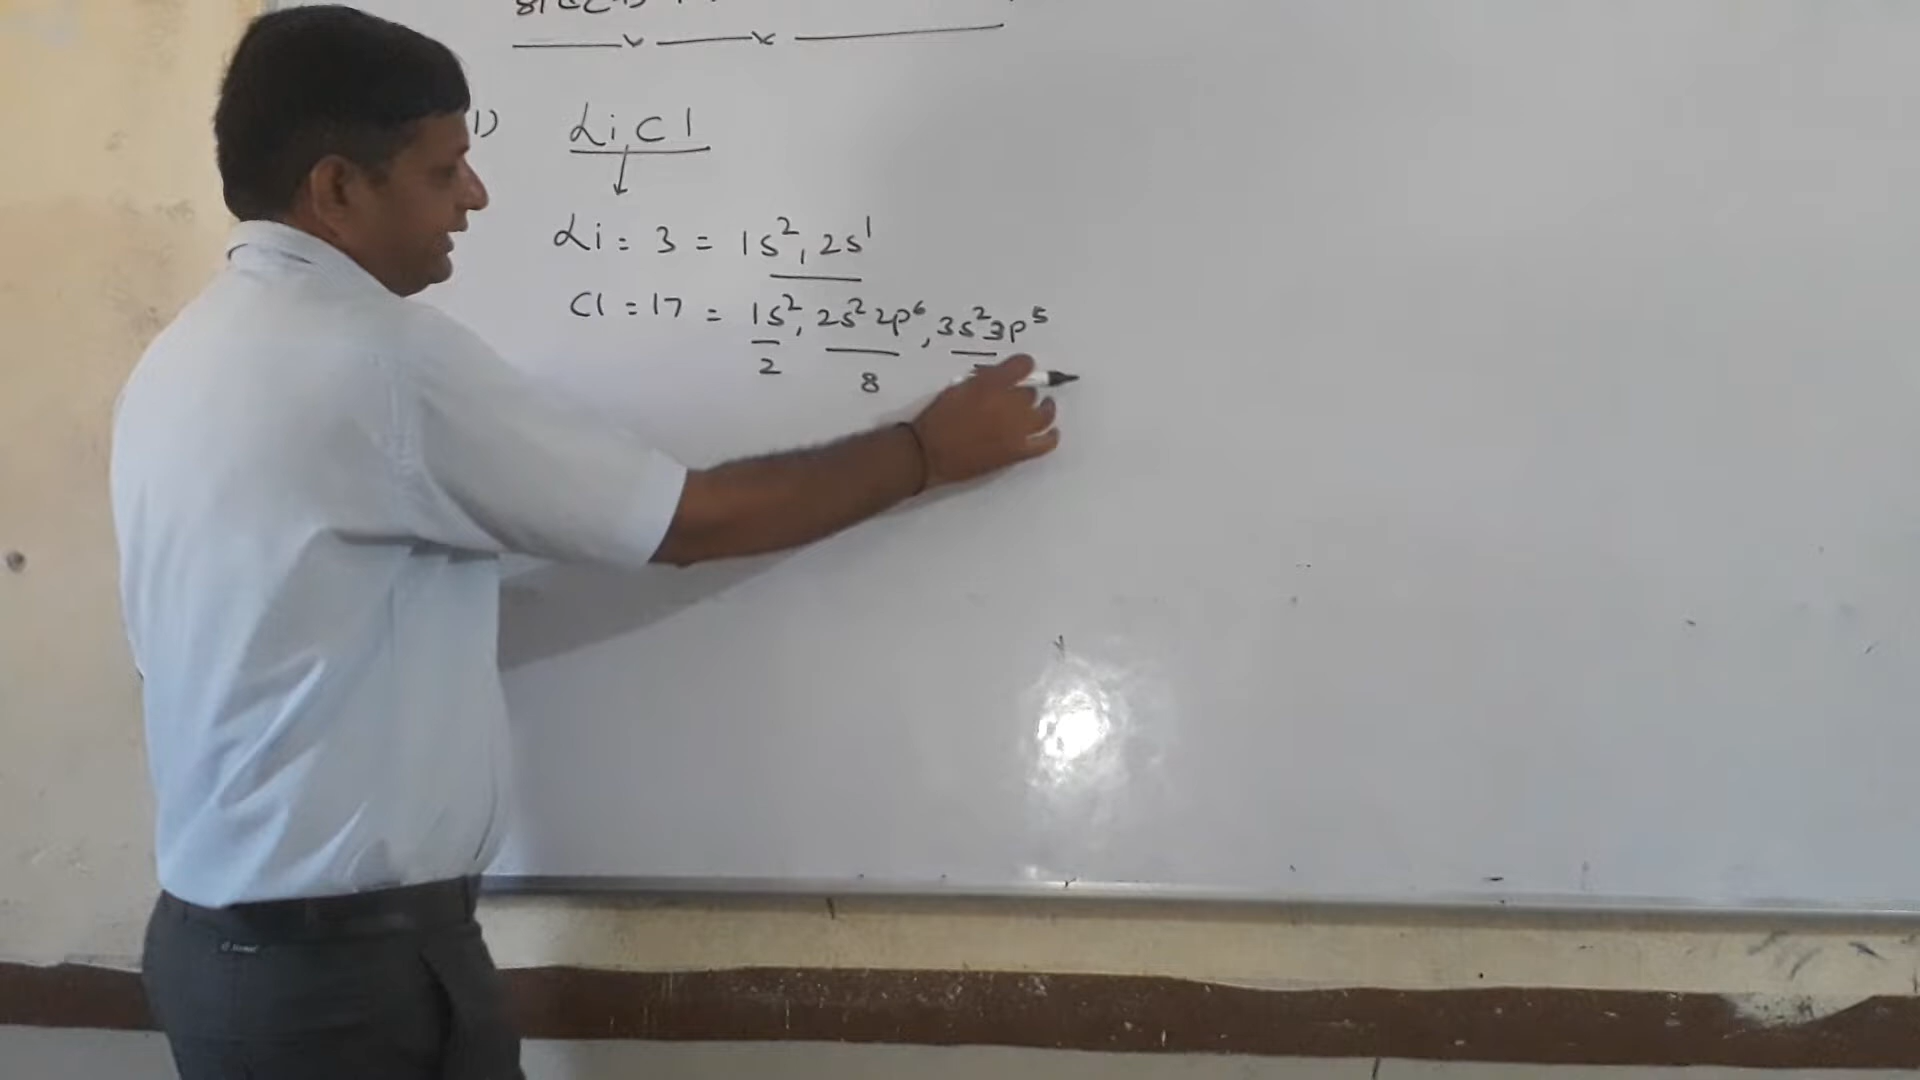 1) LiCl
Li = 3 = 1s², 2s¹
Cl = 17 = 1s², 2s² 2p⁶, 3s² 3p⁵
2 8